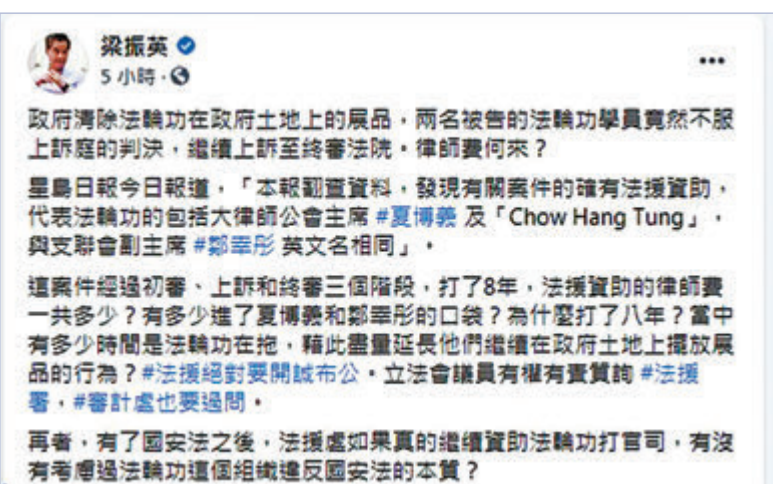 梁振英
5 小時 ·
政府清除法輪功在政府土地上的展品，兩名被告的法輪功學員竟然不服
上訴庭的判決，繼續上訴至終審法院。律師費何來？
星島日報今日報道，「本報翻查資料，發現有關案件的確有法援資助，
代表法輪功的包括大律師公會主席 #夏博義 及「Chow Hang Tung」，
與支聯會副主席 #鄒幸彤 英文名相同」。
這案件經過初審、上訴和終審三個階段，打了8年，法援資助的律師費
一共多少？有多少進了夏博義和鄒幸彤的口袋？為什麼打了八年？當中
有多少時間是法輪功在拖，藉此盡量延長他們繼續在政府土地上擺放展
品的行為？#法援絕對要開誠布公。立法會議員有權有責質詢 #法援
署，#審計處也要過問。
再者，有了國安法之後，法援處如果真的繼續資助法輪功打官司，有沒
有考慮過法輪功這個組織違反國安法的本質？